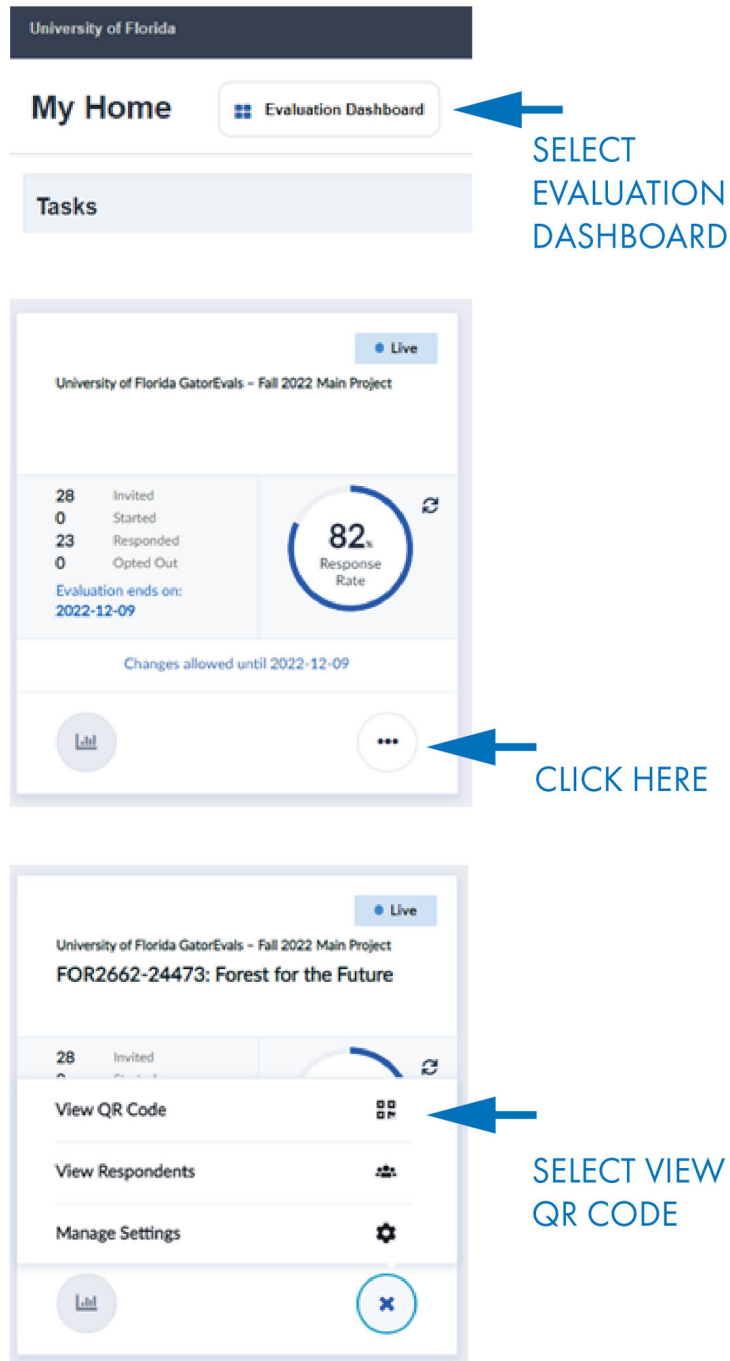 University of Florida
My Home
Evaluation Dashboard
SELECT
EVALUATION
DASHBOARD
Tasks
Live
University of Florida GatorEvals – Fall 2022 Main Project
28 Invited
0 Started
23 Responded
0 Opted Out
Evaluation ends on:
2022-12-09
82%
Response
Rate
Changes allowed until 2022-12-09
CLICK HERE
Live
University of Florida GatorEvals – Fall 2022 Main Project
FOR2662-24473: Forest for the Future
28 Invited
View QR Code
View Respondents
Manage Settings
SELECT VIEW
QR CODE